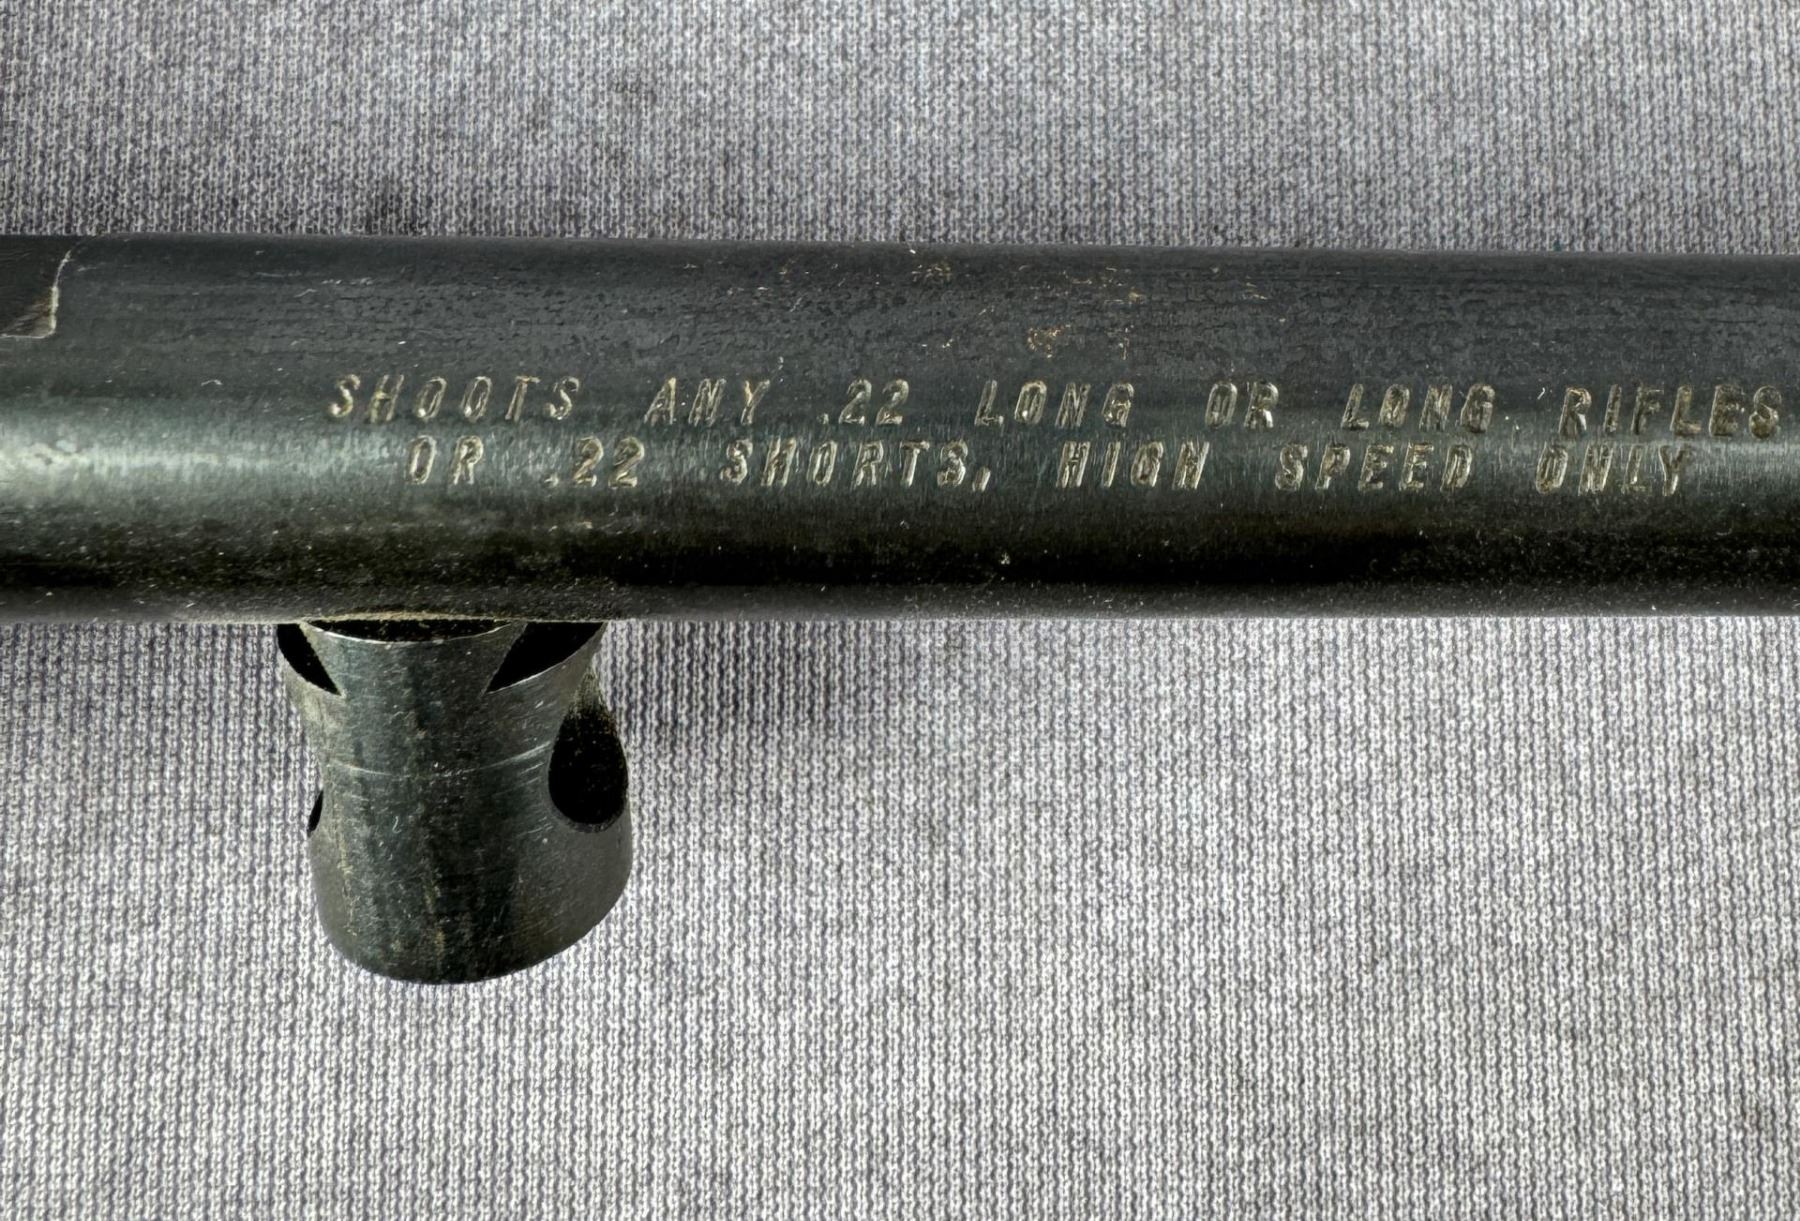 SHOOTS ANY .22 LONG OR LONG RIFLES
OR .22 SHORTS, HIGH SPEED ONLY